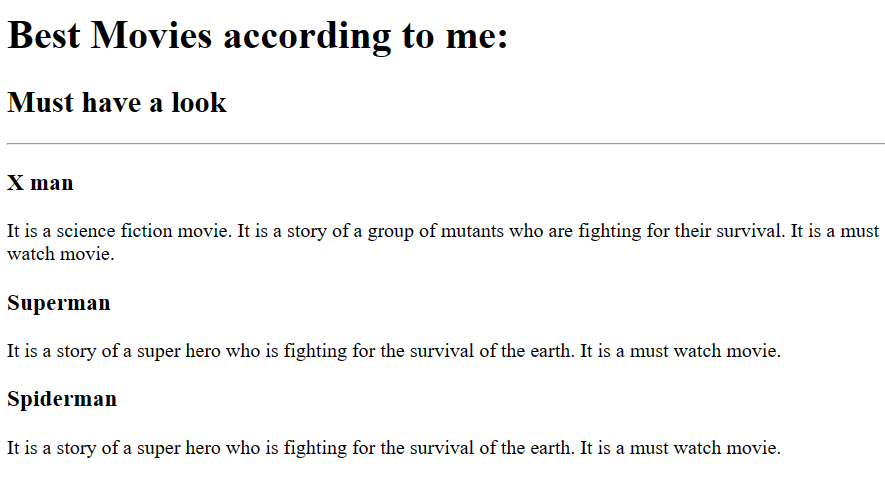 Best Movies according to me:
Must have a look
X man
It is a science fiction movie. It is a story of a group of mutants who are fighting for their survival. It is a must
watch movie.
Superman
It is a story of a super hero who is fighting for the survival of the earth. It is a must watch movie.
Spiderman
It is a story of a super hero who is fighting for the survival of the earth. It is a must watch movie.